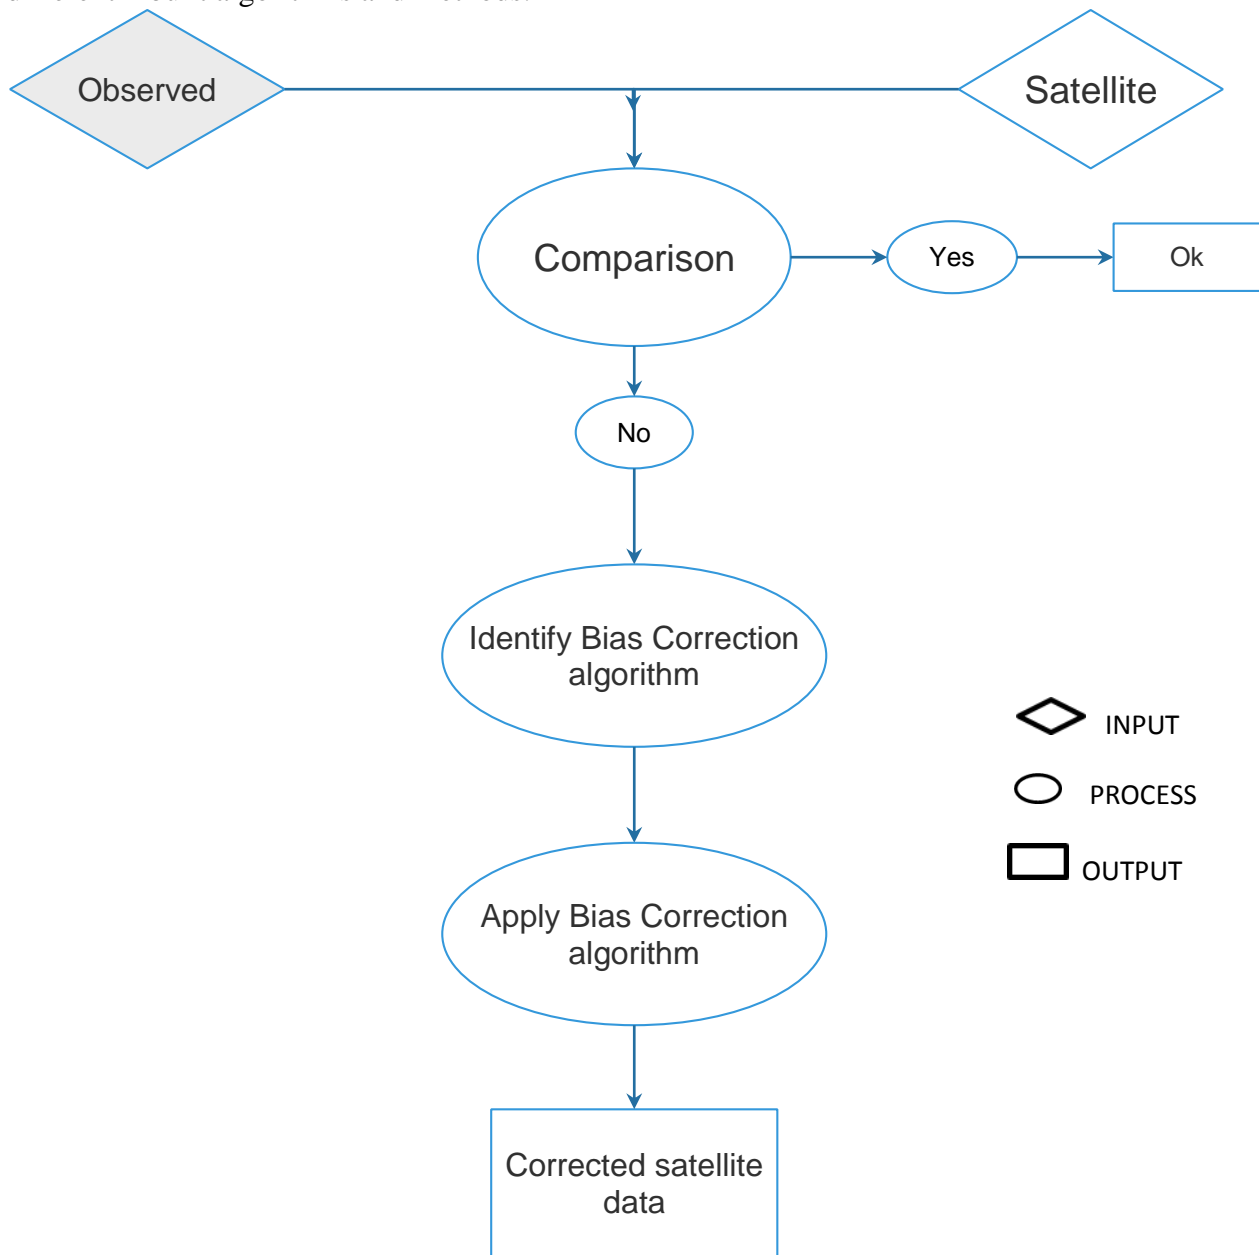 Observed
Satellite
Comparison
Yes
Ok
No
Identify Bias Correction
algorithm
INPUT
PROCESS
OUTPUT
Apply Bias Correction
algorithm
Corrected satellite
data